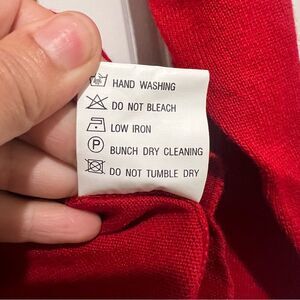 HAND WASHING
DO NOT BLEACH
LOW IRON
P BUNCH DRY CLEANING
DO NOT TUMBLE DRY